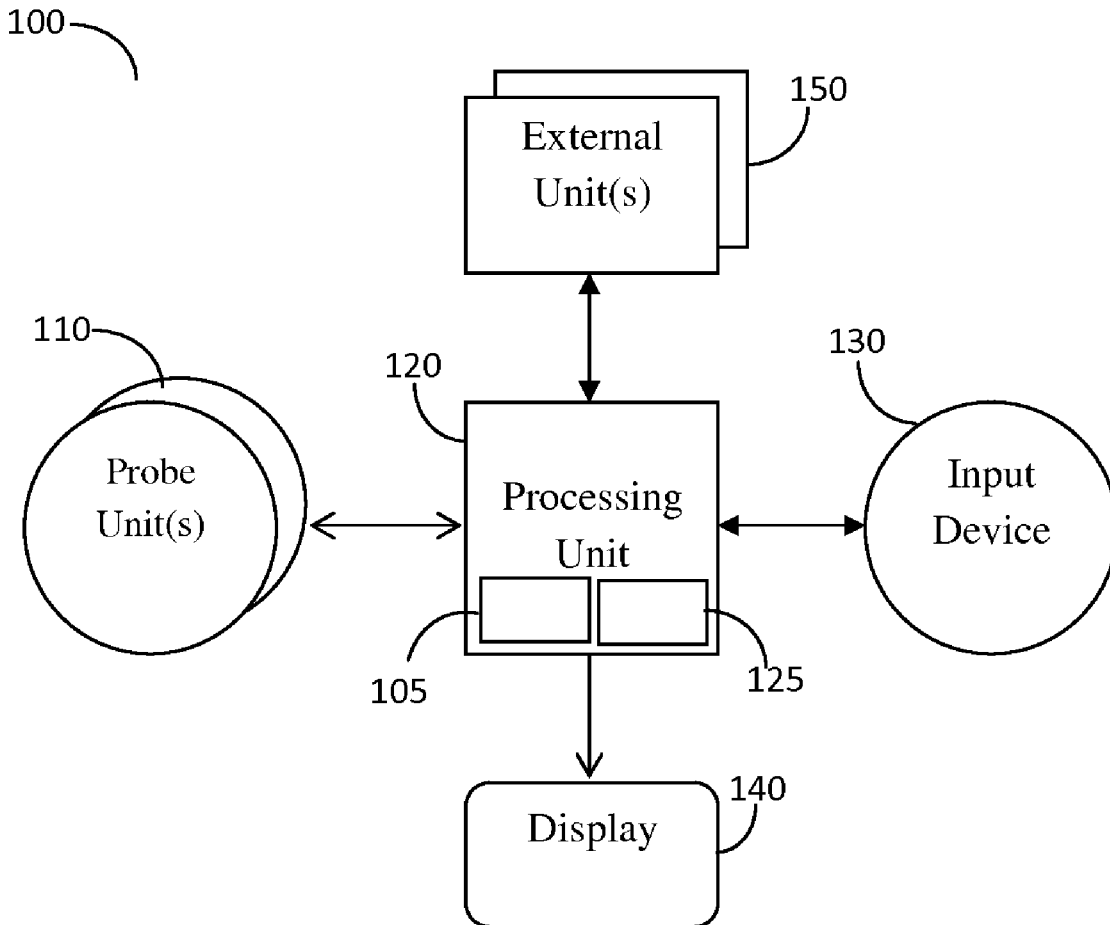 100
150
External
Unit(s)
110
120
130
Probe
Unit(s)
Processing
Unit
Input
Device
105
125
140
Display